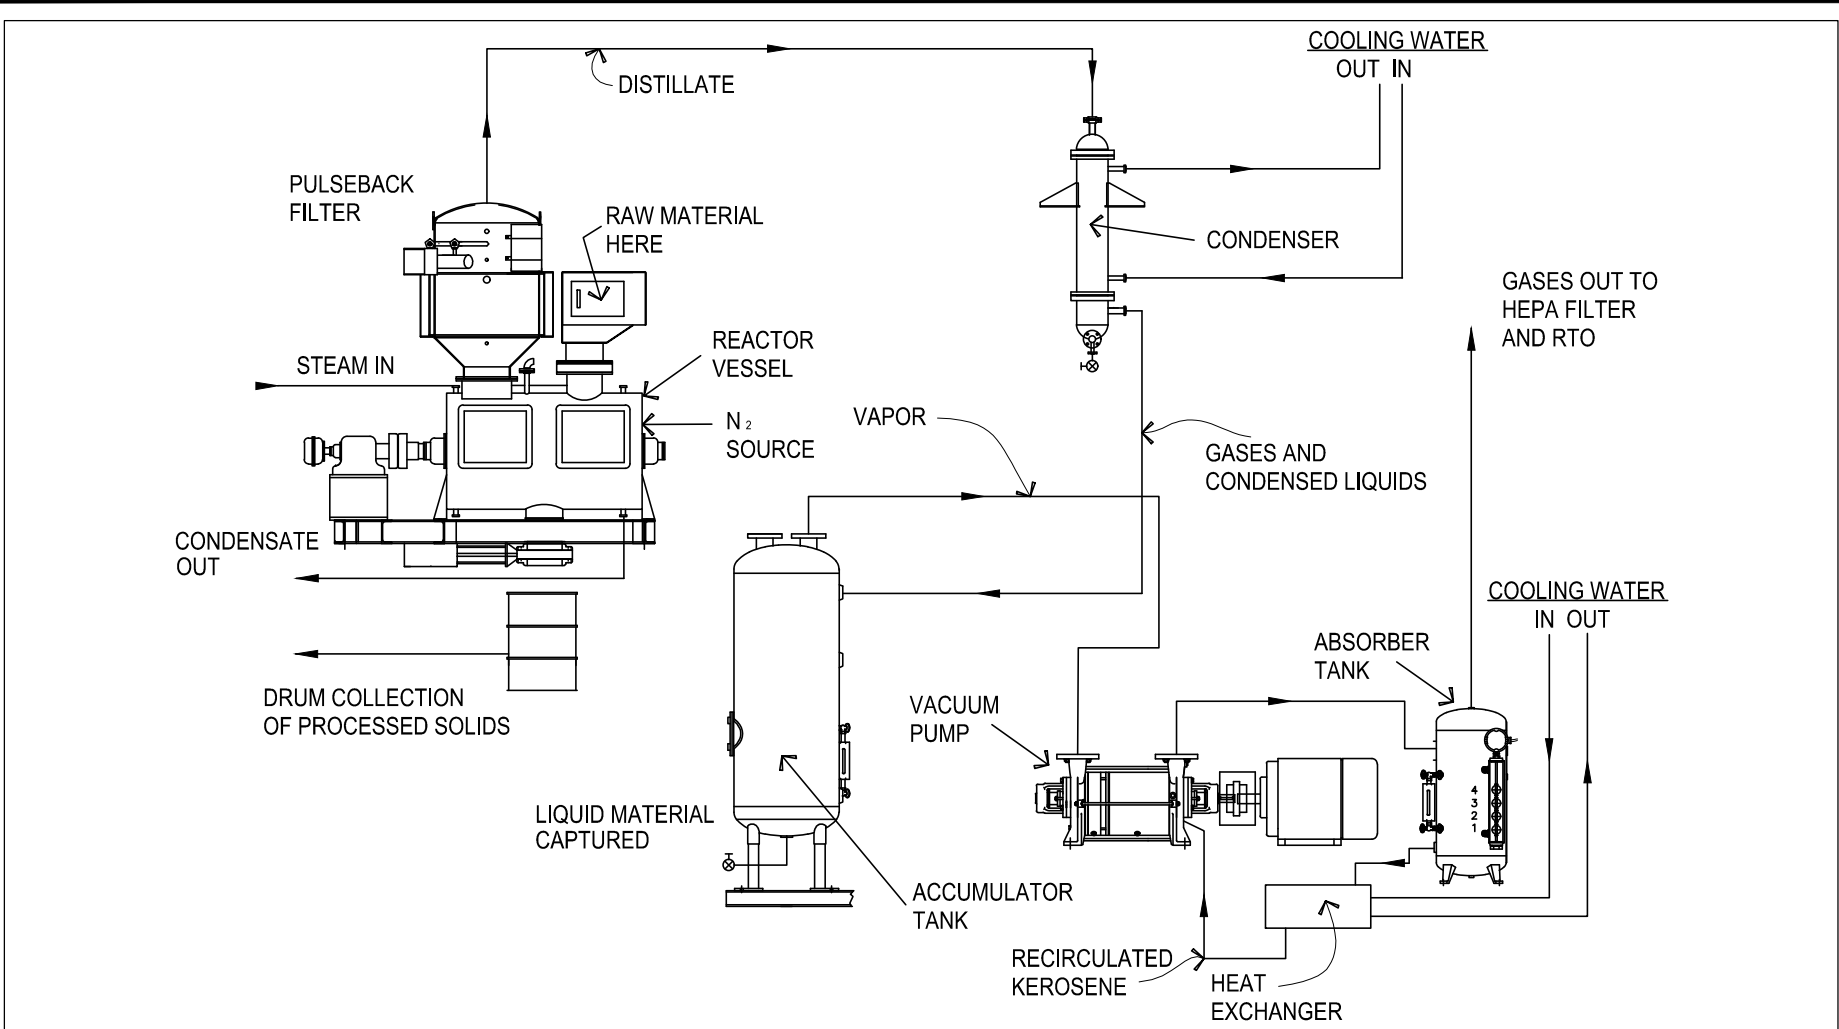 COOLING WATER
OUT IN
DISTILLATE
PULSEBACK
FILTER
RAW MATERIAL
HERE
CONDENSER
GASES OUT TO
HEPA FILTER
AND RTO
REACTOR
VESSEL
STEAM IN
VAPOR
N2
SOURCE
GASES AND
CONDENSED LIQUIDS
CONDENSATE
OUT
COOLING WATER
IN OUT
ABSORBER
TANK
DRUM COLLECTION
OF PROCESSED SOLIDS
VACUUM
PUMP
4
3
2
1
LIQUID MATERIAL
CAPTURED
ACCUMULATOR
TANK
RECIRCULATED
KEROSENE
HEAT
EXCHANGER